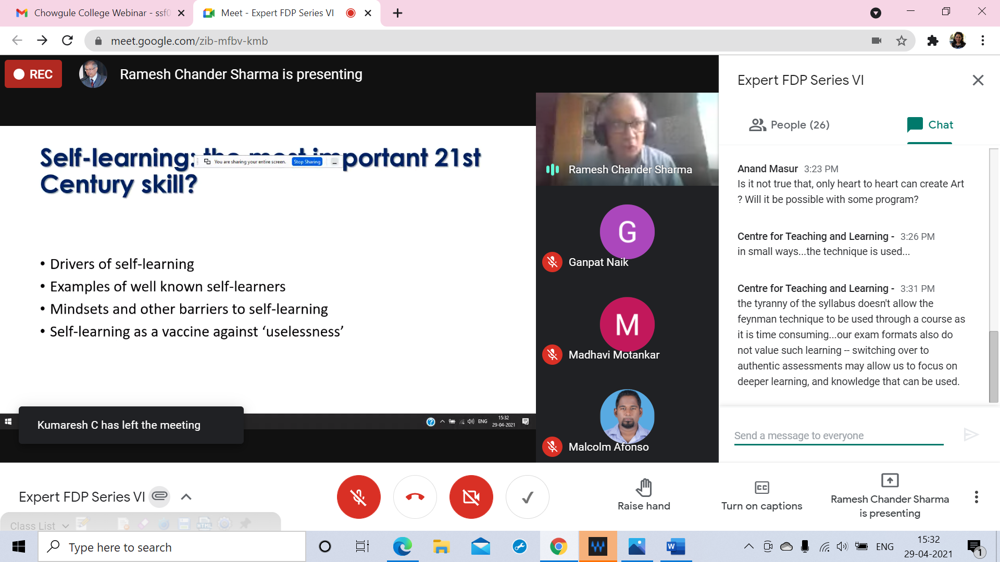 Chowgule College Webinar - ssf0
Meet - Expert FDP Series VI
meet.google.com/zib-mfbv-kmb
REC
Ramesh Chander Sharma is presenting
Self-learning: the most important 21st
Century skill?
You are sharing your entire screen.
Stop Sharing
• Drivers of self-learning
• Examples of well known self-learners
• Mindsets and other barriers to self-learning
• Self-learning as a vaccine against ‘uselessness’
Kumaresh C has left the meeting
ENG
15:32
29-04-2021
Ramesh Chander Sharma
G
Ganpat Naik
M
Madhavi Motankar
Malcolm Afonso
Expert FDP Series VI
People (26)
Chat
Anand Masur 3:23 PM
Is it not true that, only heart to heart can create Art
? Will it be possible with some program?
Centre for Teaching and Learning - 3:26 PM
in small ways...the technique is used...
Centre for Teaching and Learning - 3:31 PM
the tyranny of the syllabus doesn't allow the
feynman technique to be used through a course as
it is time consuming...our exam formats also do
not value such learning -- switching over to
authentic assessments may allow us to focus on
deeper learning, and knowledge that can be used.
Send a message to everyone
Expert FDP Series VI
Raise hand
CC
Turn on captions
Ramesh Chander Sharma
is presenting
Class List
HTML
Type here to search
W
W
ENG
15:32
29-04-2021
1